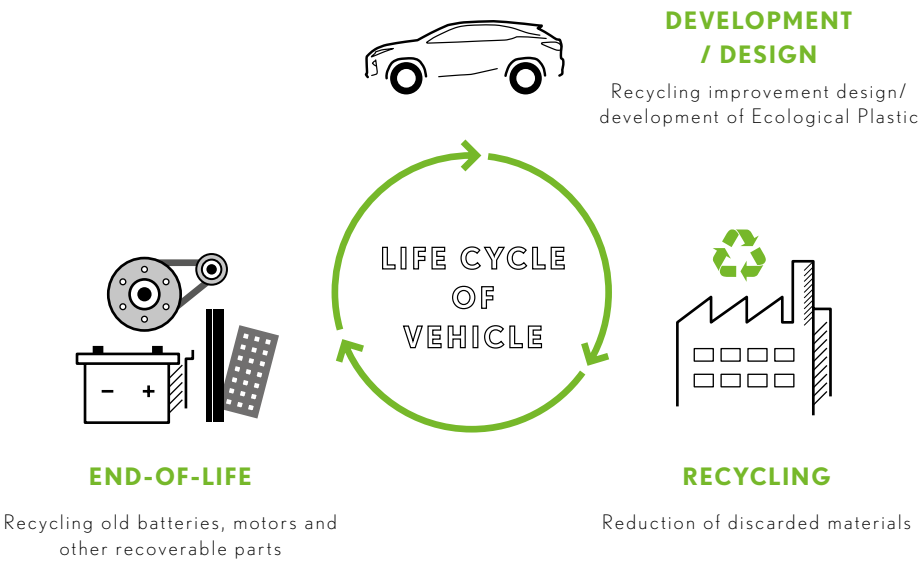 DEVELOPMENT
/ DESIGN
Recycling improvement design/
development of Ecological Plastic
LIFE CYCLE
OF
VEHICLE
END-OF-LIFE
Recycling old batteries, motors and
other recoverable parts
RECYCLING
Reduction of discarded materials